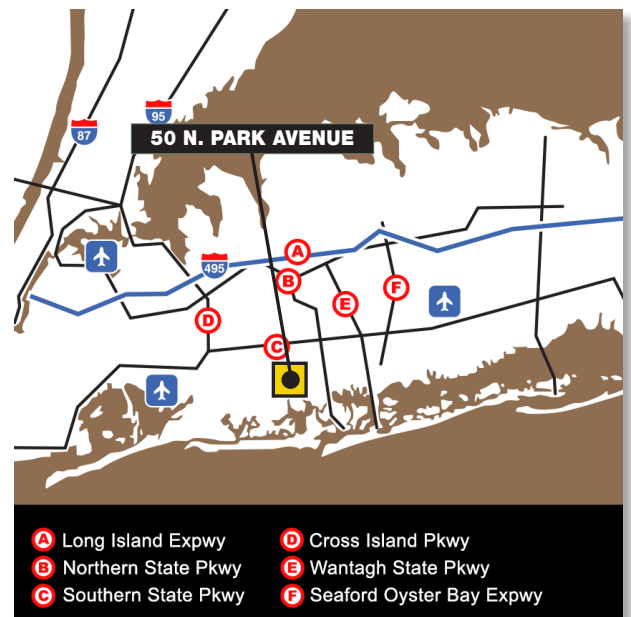 95
87
50 N. PARK AVENUE
A
495
B
F
E
D
C
A Long Island Expwy
B Northern State Pkwy
C Southern State Pkwy
D Cross Island Pkwy
E Wantagh State Pkwy
F Seaford Oyster Bay Expwy